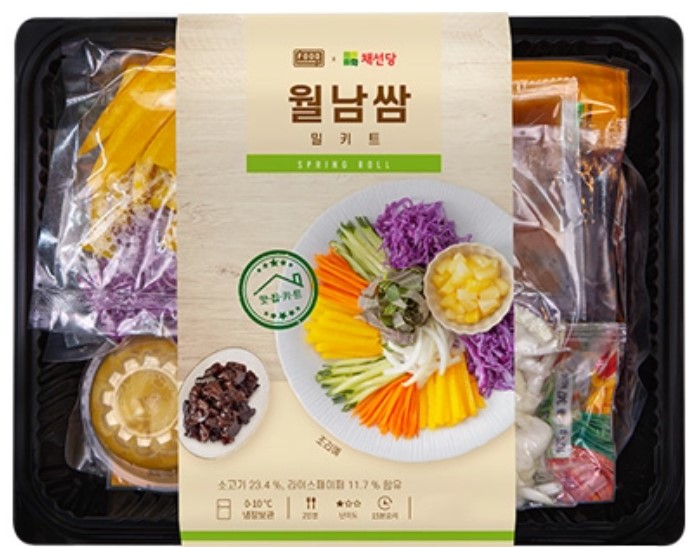 FOOD
x 채선당
월남쌈
밀키트
SPRING ROLL
맛집·키트
조리예
소고기 23.4 %, 라이스페이퍼 11.7 % 함유
0-10℃
냉장보관
2인분
난이도
15분요리